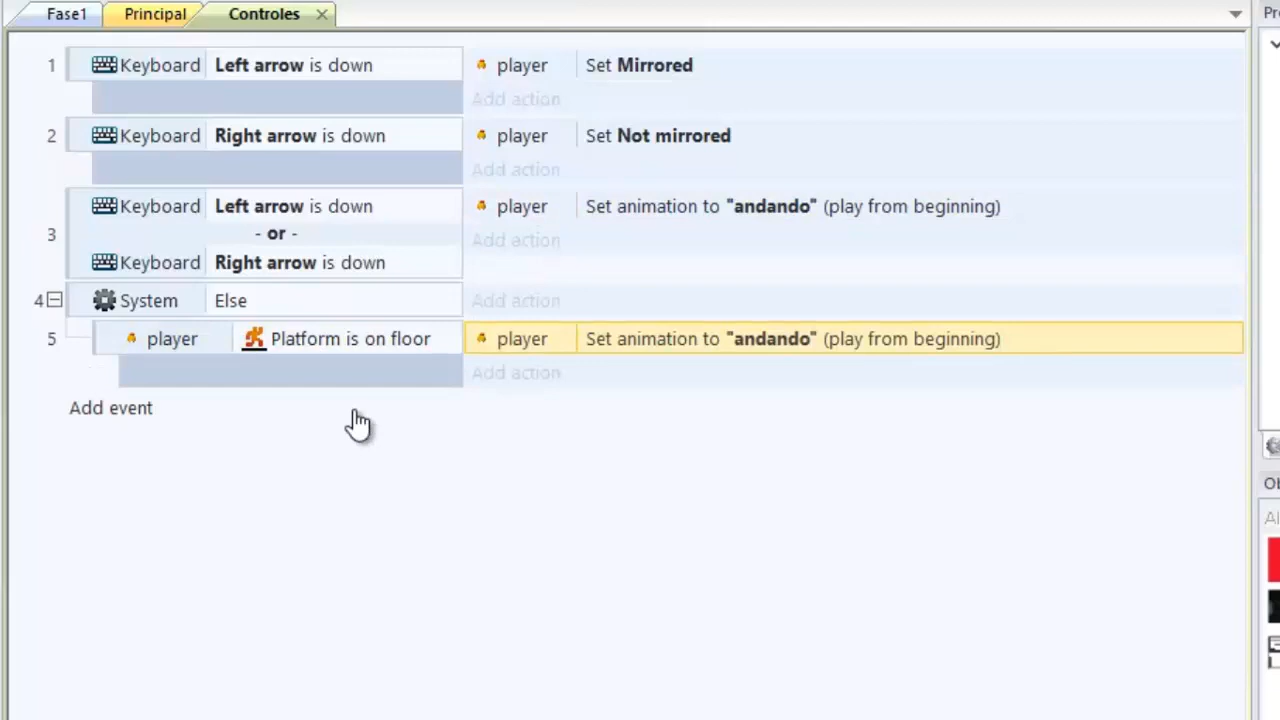 Fase1 Principal Controles
Pr
1 Keyboard Left arrow is down player Set Mirrored
Add action
2 Keyboard Right arrow is down player Set Not mirrored
Add action
3 Keyboard Left arrow is down player Set animation to "andando" (play from beginning)
- or - Add action
Keyboard Right arrow is down
4 System Else Add action
5 player Platform is on floor player Set animation to "andando" (play from beginning)
Add action
Add event
Ob
Al